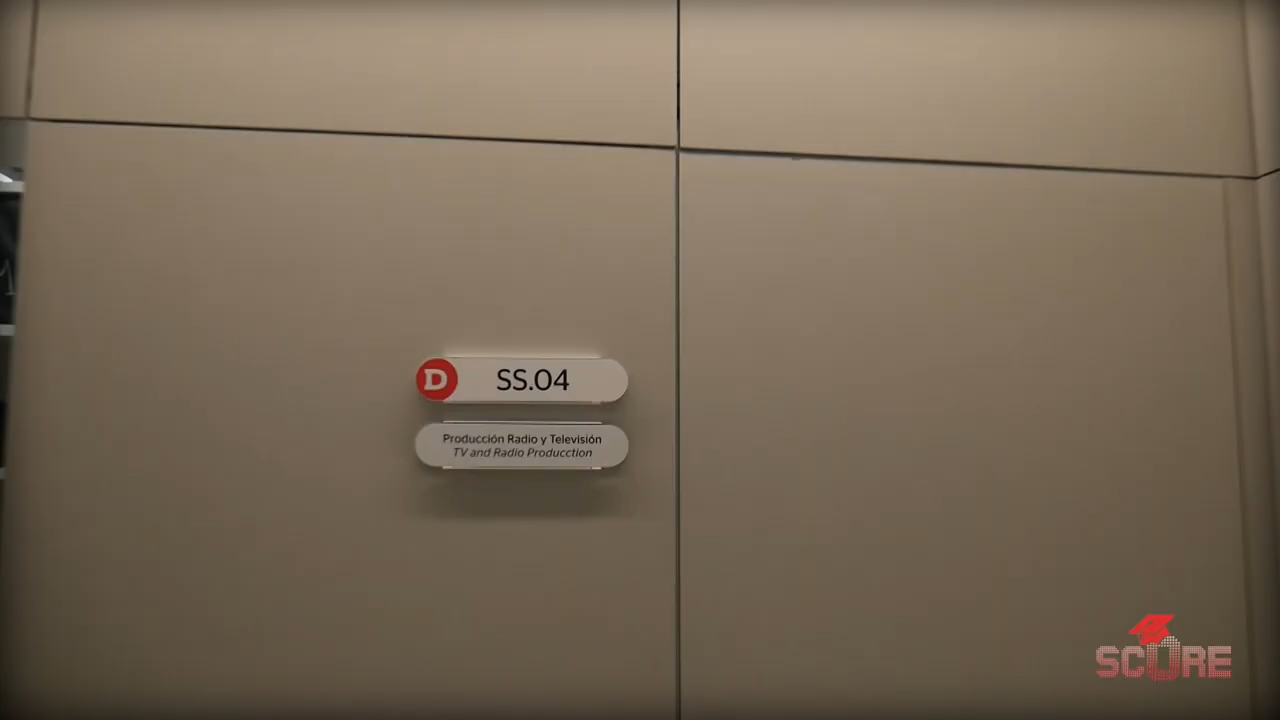 D SS.04
Producción Radio y Televisión
TV and Radio Producction
SCORE